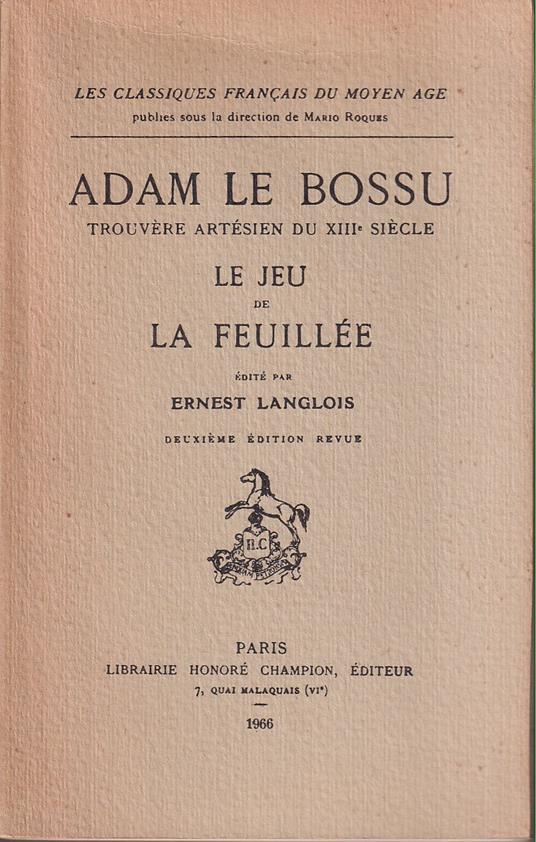 LES CLASSIQUES FRANÇAIS DU MOYEN AGE
publiés sous la direction de MARIO ROQUES
ADAM LE BOSSU
TROUVÈRE ARTÉSIEN DU XIIIe SIÈCLE
LE JEU
DE
LA FEUILLÉE
ÉDITÉ PAR
ERNEST LANGLOIS
DEUXIÈME ÉDITION REVUE
H.C
PARIS
LIBRAIRIE HONORÉ CHAMPION, ÉDITEUR
7, QUAI MALAQUAIS (VIe)
1966